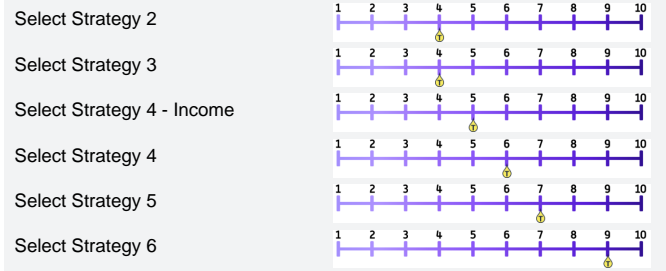 Select Strategy 2 1 2 3 4 5 6 7 8 9 10
T
Select Strategy 3 1 2 3 4 5 6 7 8 9 10
T
Select Strategy 4 - Income 1 2 3 4 5 6 7 8 9 10
T
Select Strategy 4 1 2 3 4 5 6 7 8 9 10
T
Select Strategy 5 1 2 3 4 5 6 7 8 9 10
T
Select Strategy 6 1 2 3 4 5 6 7 8 9 10
T